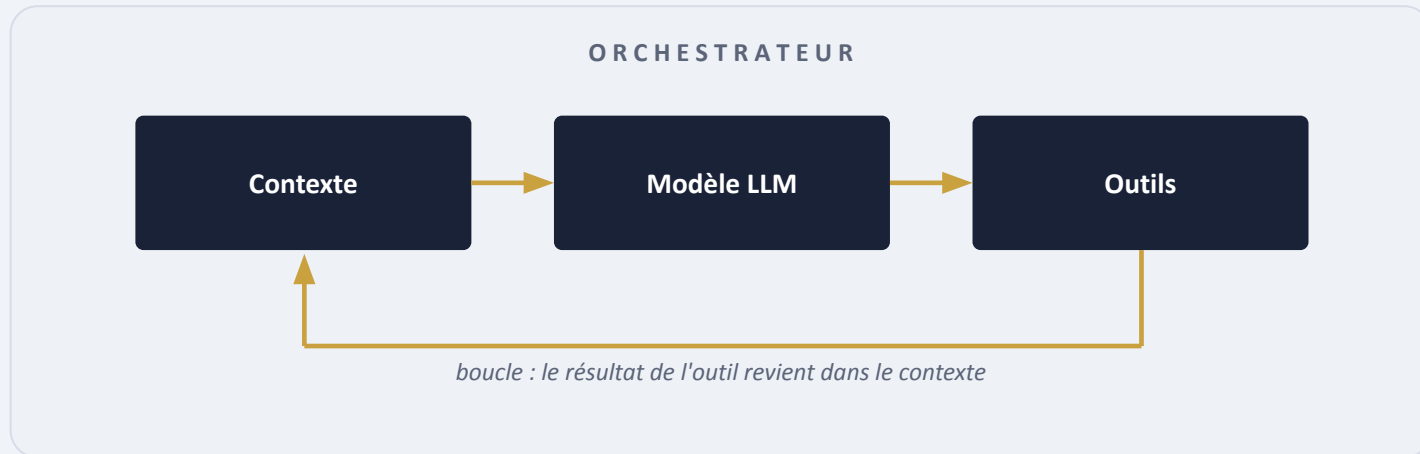 ORCHESTRATEUR
Contexte
Modèle LLM
Outils
boucle : le résultat de l'outil revient dans le contexte